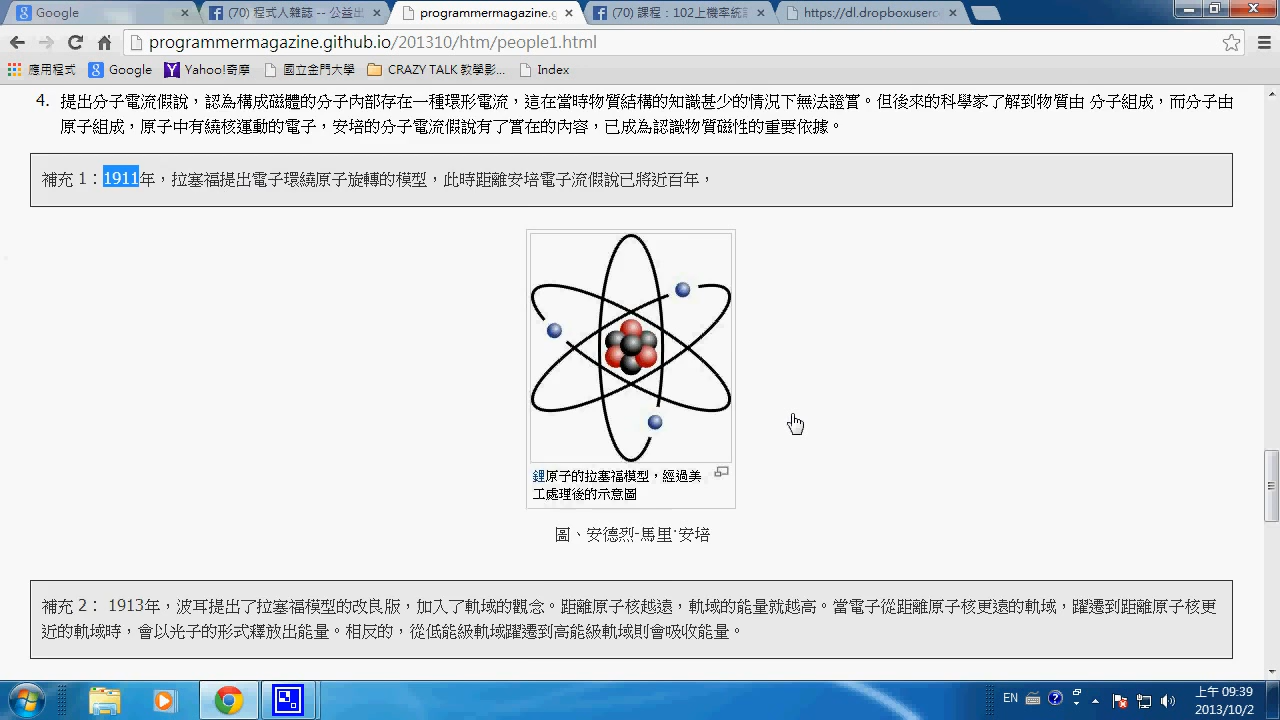 Google
(70) 程式人雜誌 -- 公益出
programmermagazine.g
(70) 課程：102上機率統計
https://dl.dropboxuserc
programmermagazine.github.io/201310/htm/people1.html
應用程式 Google Yahoo!奇摩 國立金門大學 CRAZY TALK 教學影... Index
4. 提出分子電流假說，認為構成磁體的分子內部存在一種環形電流，這在當時物質結構的知識甚少的情況下無法證實。但後來的科學家了解到物質由 分子組成，而分子由
原子組成，原子中有繞核運動的電子，安培的分子電流假說有了實在的內容，已成為認識物質磁性的重要依據。
補充 1：1911年，拉塞福提出電子環繞原子旋轉的模型，此時距離安培電子流假說已將近百年，
鋰原子的拉塞福模型，經過美
工處理後的示意圖
圖、安德烈-馬里·安培
補充 2： 1913年，波耳提出了拉塞福模型的改良版，加入了軌域的觀念。距離原子核越遠，軌域的能量就越高。當電子從距離原子核更遠的軌域，躍遷到距離原子核更
近的軌域時，會以光子的形式釋放出能量。相反的，從低能級軌域躍遷到高能級軌域則會吸收能量。
EN
上午 09:39
2013/10/2